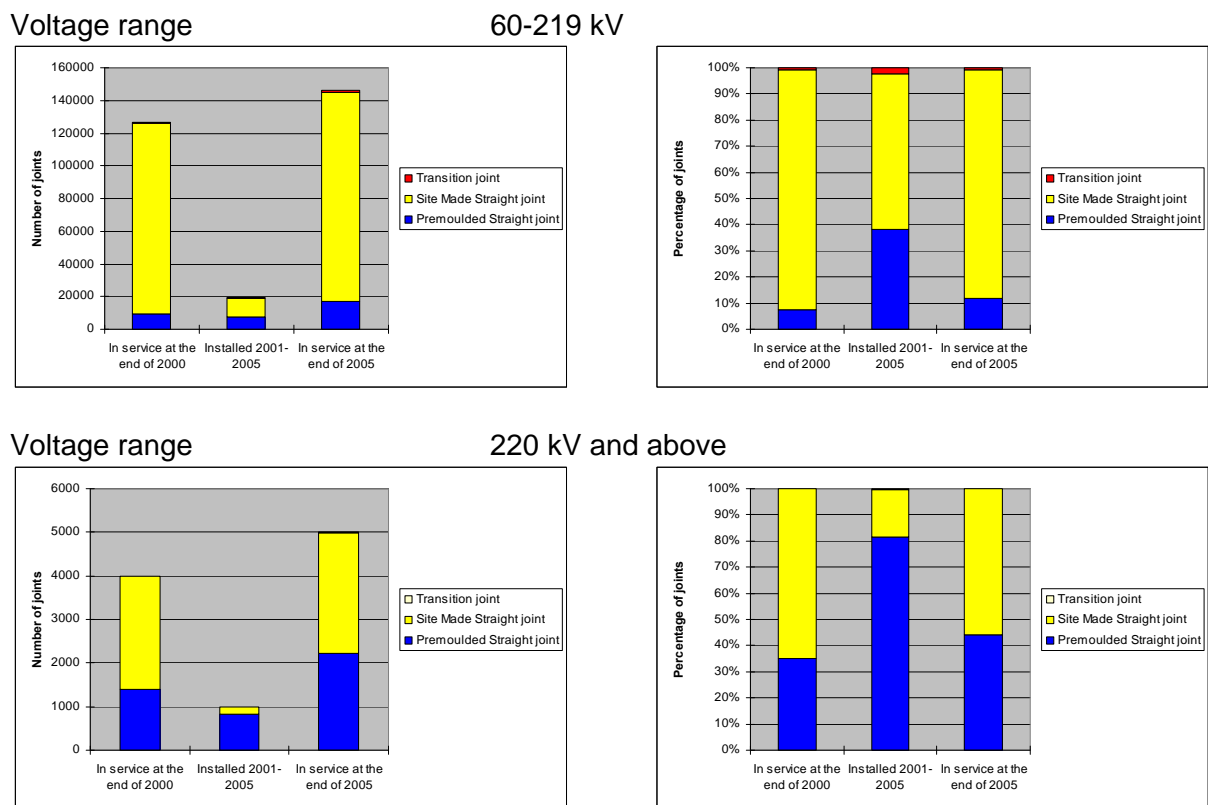 Voltage range 60-219 kV
160000
140000
120000
100000
80000
60000
40000
20000
0
Number of joints
In service at the
end of 2000
Installed 2001-
2005
In service at the
end of 2005
Transition joint
Site Made Straight joint
Premoulded Straight joint
100%
90%
80%
70%
60%
50%
40%
30%
20%
10%
0%
Percentage of joints
In service at the
end of 2000
Installed 2001-
2005
In service at the
end of 2005
Transition joint
Site Made Straight joint
Premoulded Straight joint
Voltage range 220 kV and above
6000
5000
4000
3000
2000
1000
0
Number of joints
In service at the
end of 2000
Installed 2001-
2005
In service at the
end of 2005
Transition joint
Site Made Straight joint
Premoulded Straight joint
100%
90%
80%
70%
60%
50%
40%
30%
20%
10%
0%
Percentage of joints
In service at the
end of 2000
Installed 2001-
2005
In service at the
end of 2005
Transition joint
Site Made Straight joint
Premoulded Straight joint